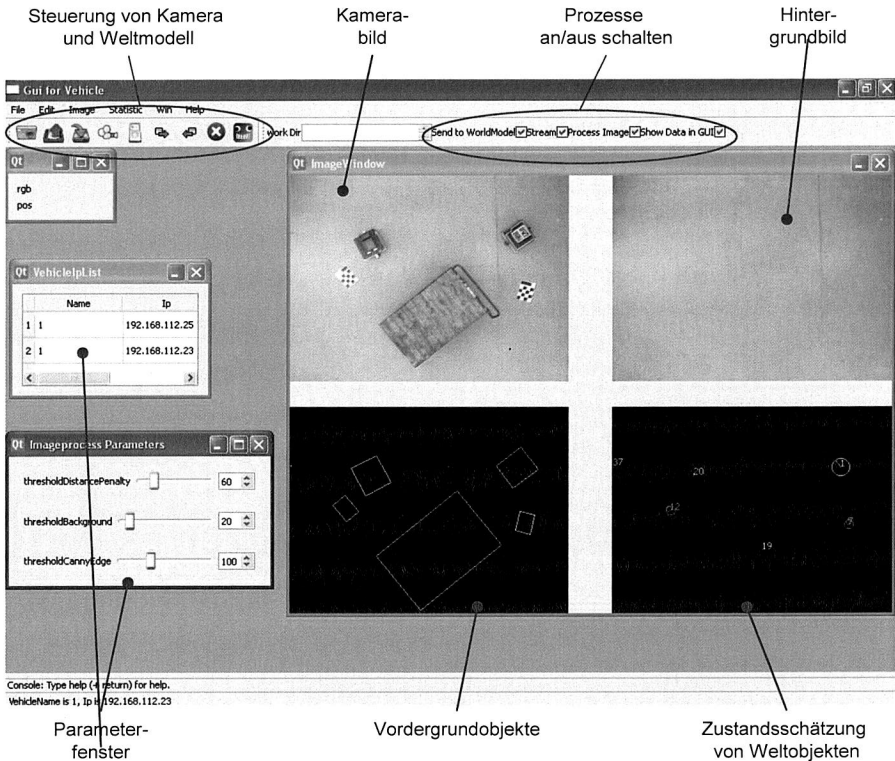 Steuerung von Kamera
und Weltmodell
Kamera-
bild
Prozesse
an/aus schalten
Hinter-
grundbild
Gui for Vehicle
File Edit Image Statistic Win Help
work Dir
Send to WorldModel Stream Process Image Show Data in GUI
Qt
rgb
pos
Qt ImageWindow
Qt VehicleIpList
Name Ip
1 1 192.168.112.25
2 1 192.168.112.23
Qt Imageprocess Parameters
thresholdDistancePenalty 60
thresholdBackground 20
thresholdCannyEdge 100
37
20
12
19
Console: Type help (+ return) for help.
VehicleName is 1, Ip is 192.168.112.23
Parameter-
fenster
Vordergrundobjekte
Zustandsschätzung
von Weltobjekten